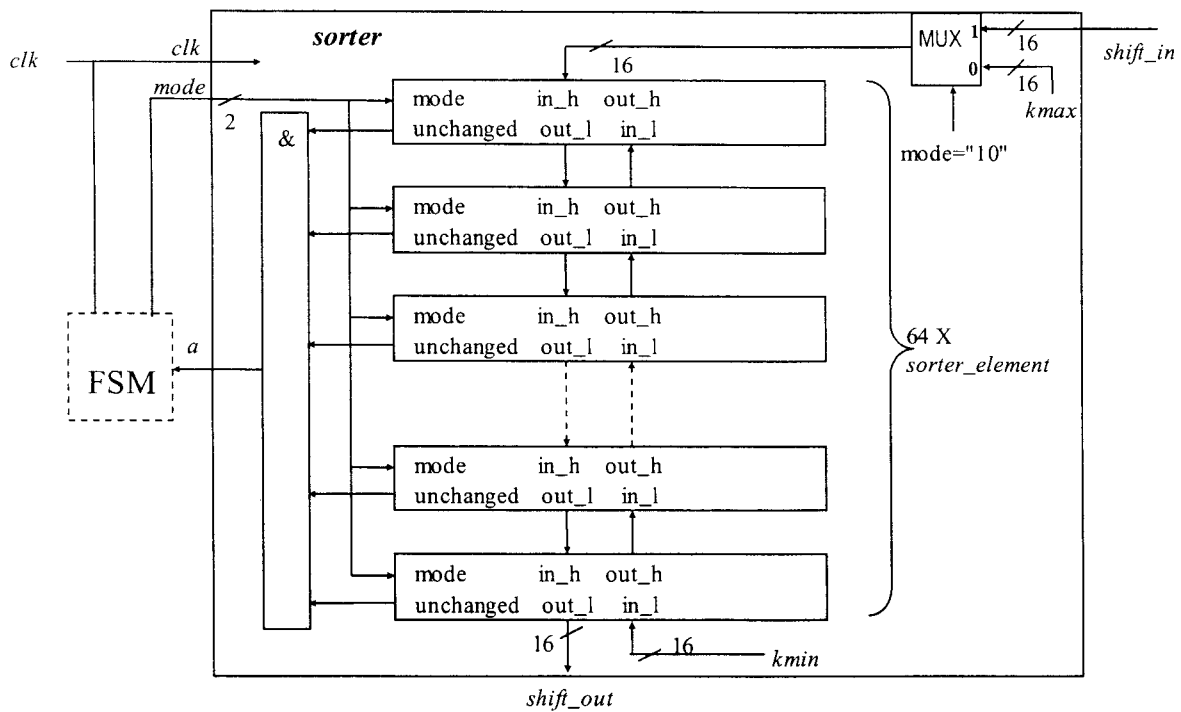 sorter
clk
clk
mode
2
&
a
FSM
16
MUX
1
0
16
shift_in
16
kmax
mode="10"
mode in_h out_h
unchanged out_l in_l
mode in_h out_h
unchanged out_l in_l
mode in_h out_h
unchanged out_l in_l
64 X
sorter_element
mode in_h out_h
unchanged out_l in_l
mode in_h out_h
unchanged out_l in_l
16
16
kmin
shift_out